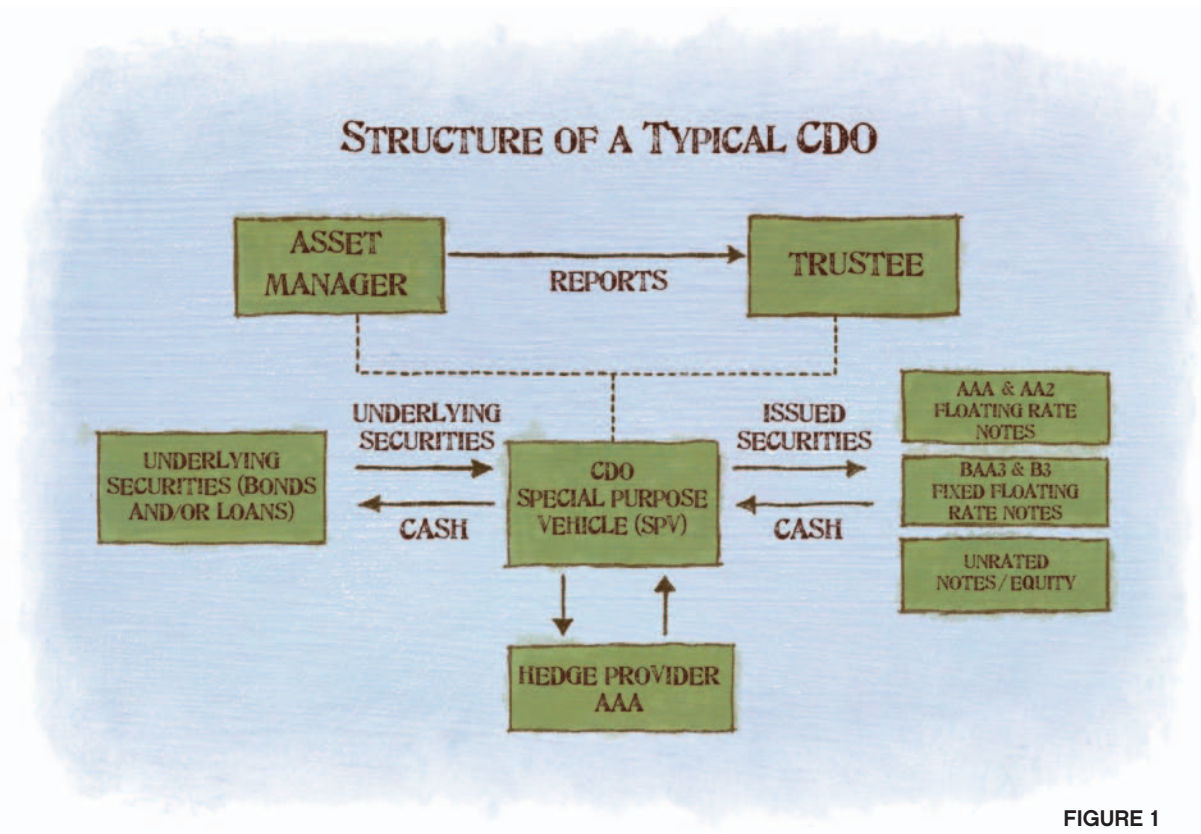 STRUCTURE OF A TYPICAL CDO
ASSET
MANAGER
REPORTS
TRUSTEE
UNDERLYING
SECURITIES
ISSUED
SECURITIES
AAA & AA2
FLOATING RATE
NOTES
UNDERLYING
SECURITIES (BONDS
AND/OR LOANS)
CDO
SPECIAL PURPOSE
VEHICLE (SPV)
BAA3 & B3
FIXED FLOATING
RATE NOTES
CASH
CASH
UNRATED
NOTES/EQUITY
HEDGE PROVIDER
AAA
FIGURE 1